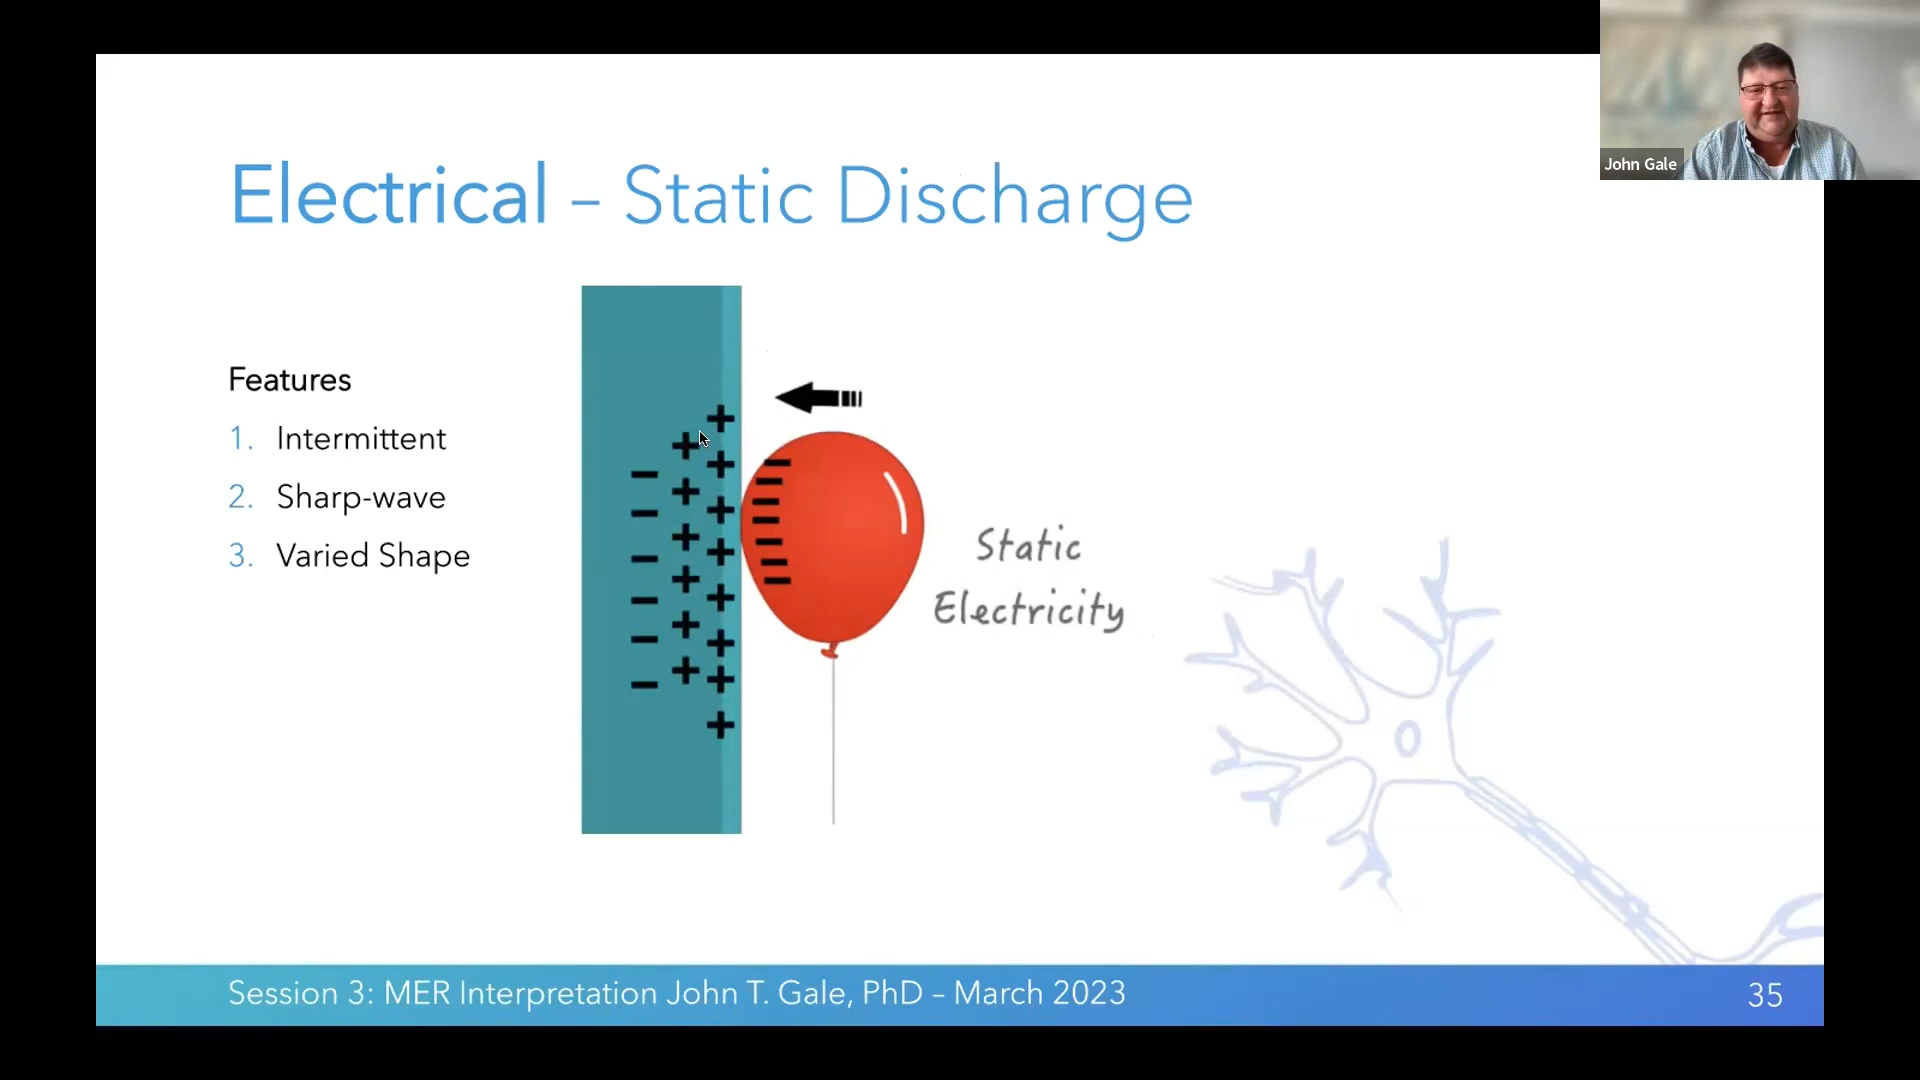 John Gale
Electrical – Static Discharge
Features
1. Intermittent
2. Sharp-wave
3. Varied Shape
Static
Electricity
Session 3: MER Interpretation John T. Gale, PhD – March 2023
35